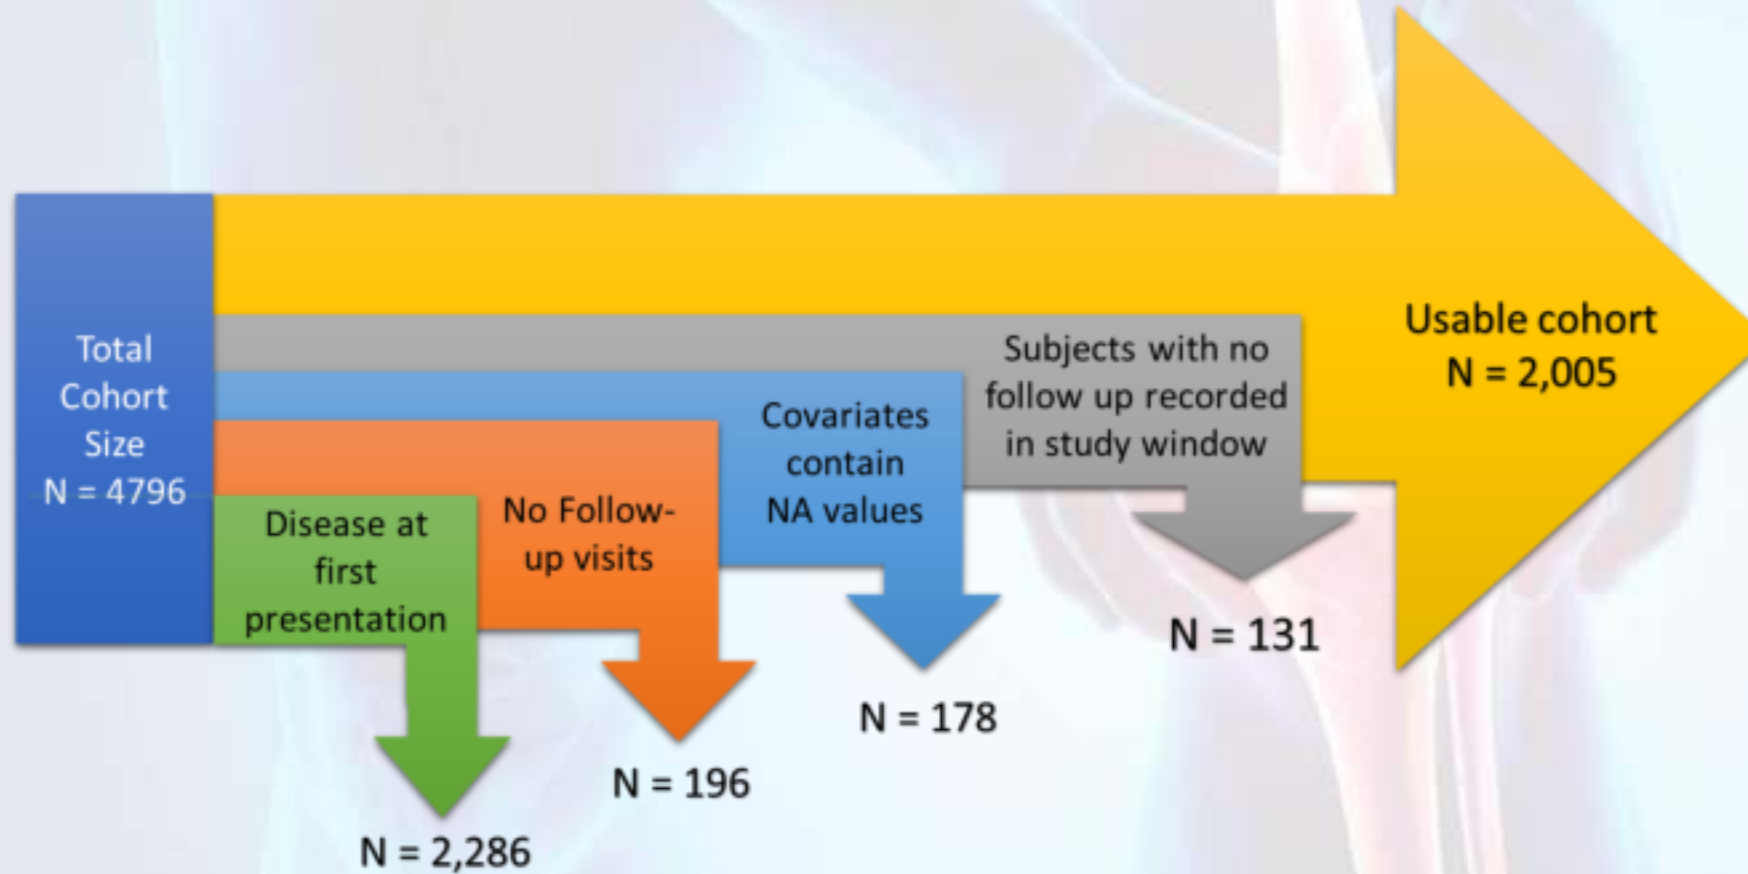 Total
Cohort
Size
N = 4796
Disease at
first
presentation
N = 2,286
No Follow-
up visits
N = 196
Covariates
contain
NA values
N = 178
Subjects with no
follow up recorded
in study window
N = 131
Usable cohort
N = 2,005